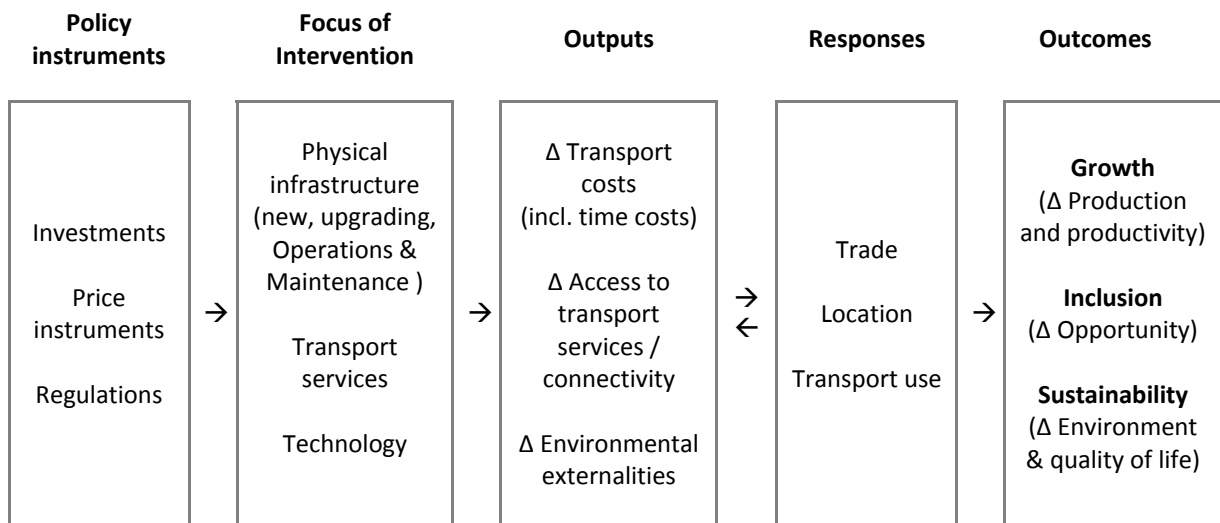 Policy
instruments
Focus of
Intervention
Outputs
Responses
Outcomes
Investments
Price
instruments
Regulations
→
Physical
infrastructure
(new, upgrading,
Operations &
Maintenance )
Transport
services
Technology
→
Δ Transport
costs
(incl. time costs)
Δ Access to
transport
services /
connectivity
Δ Environmental
externalities
→
←
Trade
Location
Transport use
→
Growth
(Δ Production
and productivity)
Inclusion
(Δ Opportunity)
Sustainability
(Δ Environment
& quality of life)